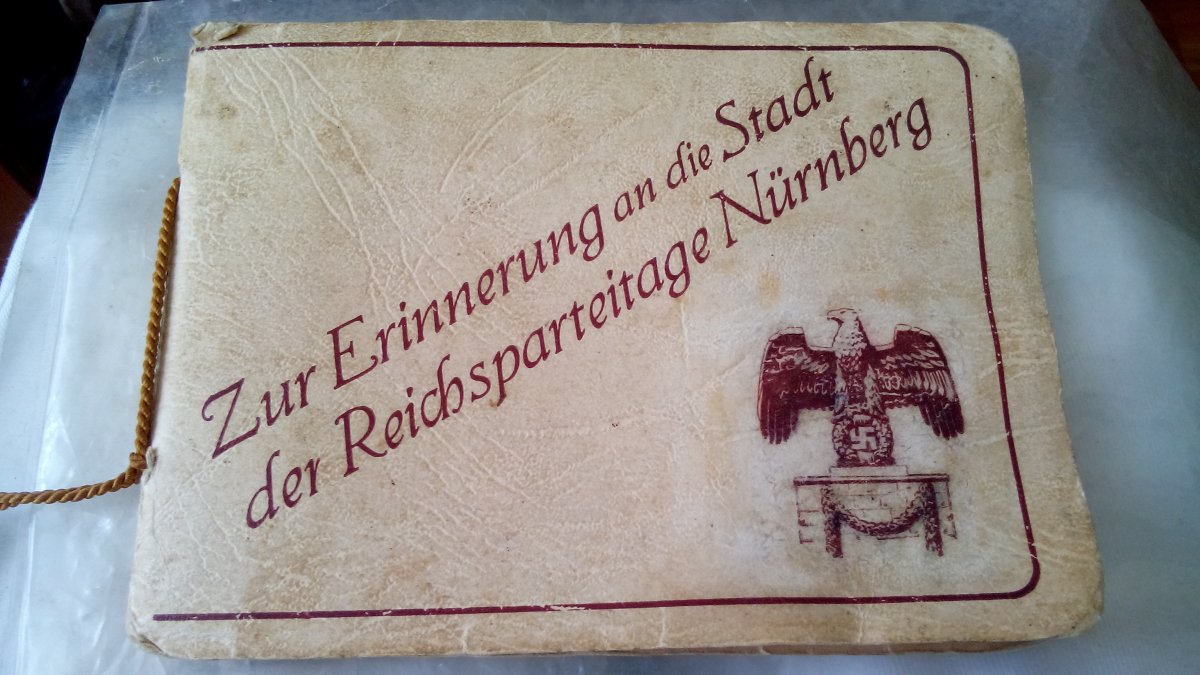 Zur Erinnerung an die Stadt
der Reichsparteitage Nürnberg